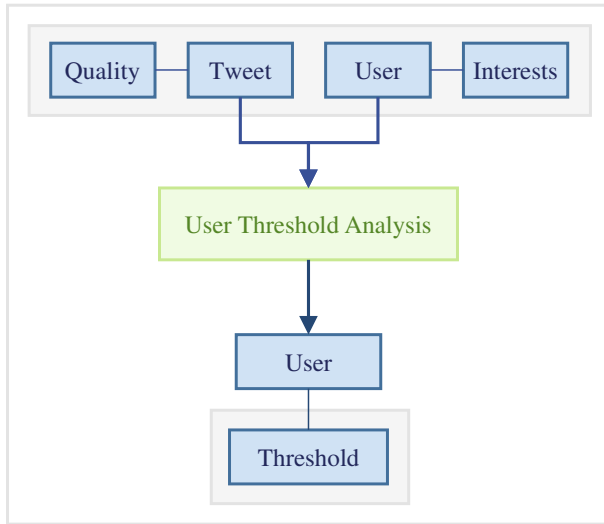 Quality Tweet User Interests
User Threshold Analysis
User
Threshold